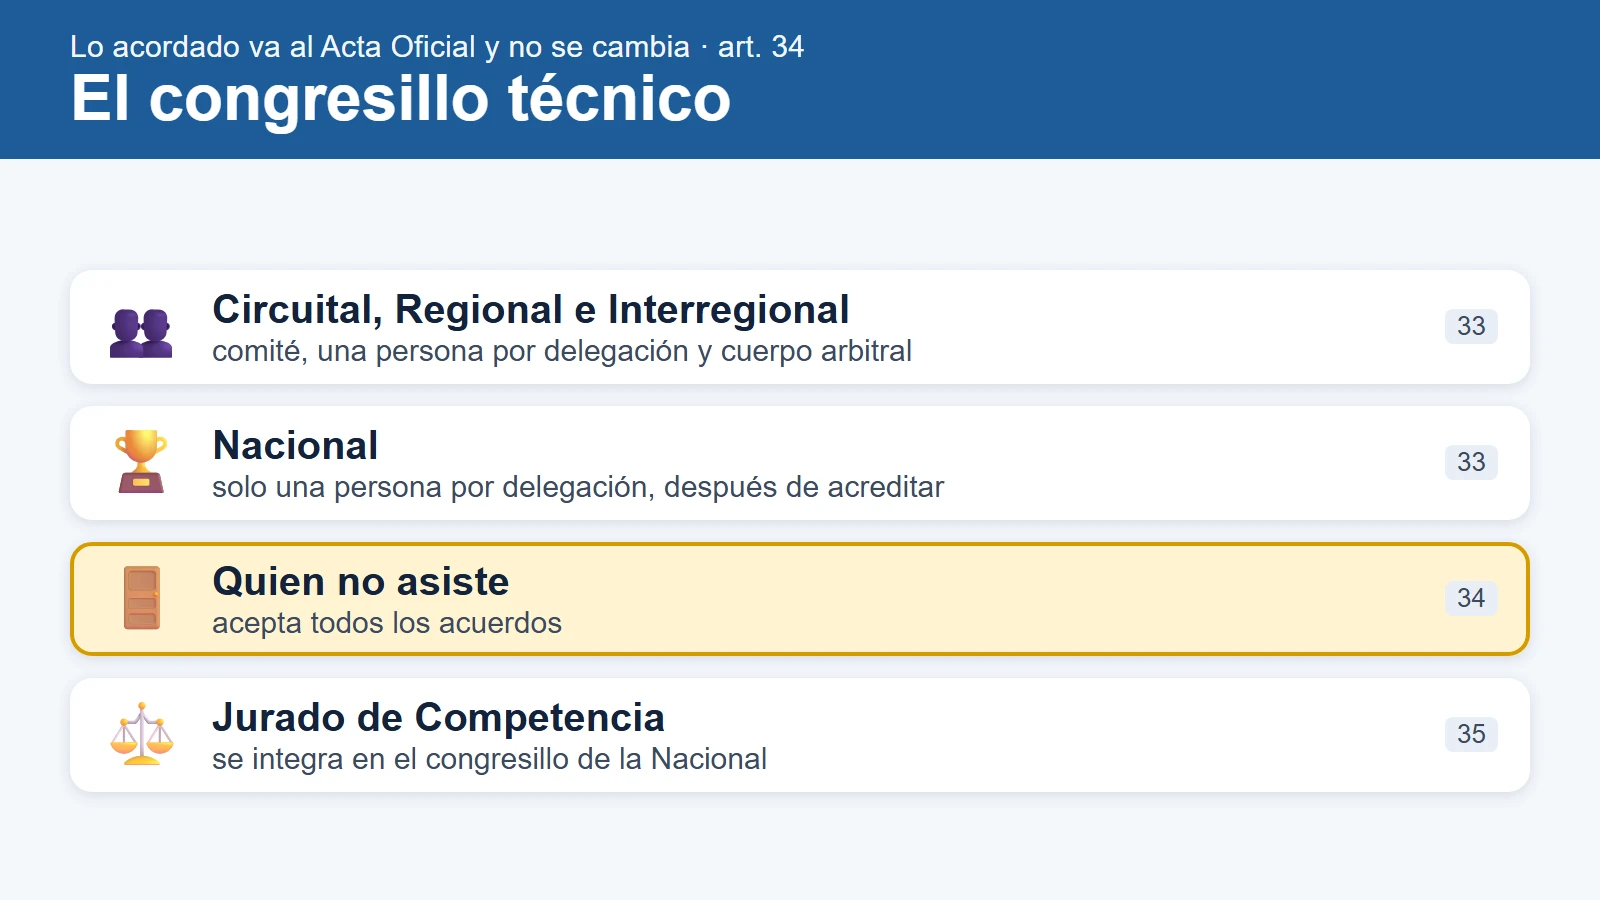 Lo acordado va al Acta Oficial y no se cambia · art. 34
El congresillo técnico
Circuital, Regional e Interregional
comité, una persona por delegación y cuerpo arbitral
33
Nacional
solo una persona por delegación, después de acreditar
33
Quien no asiste
acepta todos los acuerdos
34
Jurado de Competencia
se integra en el congresillo de la Nacional
35